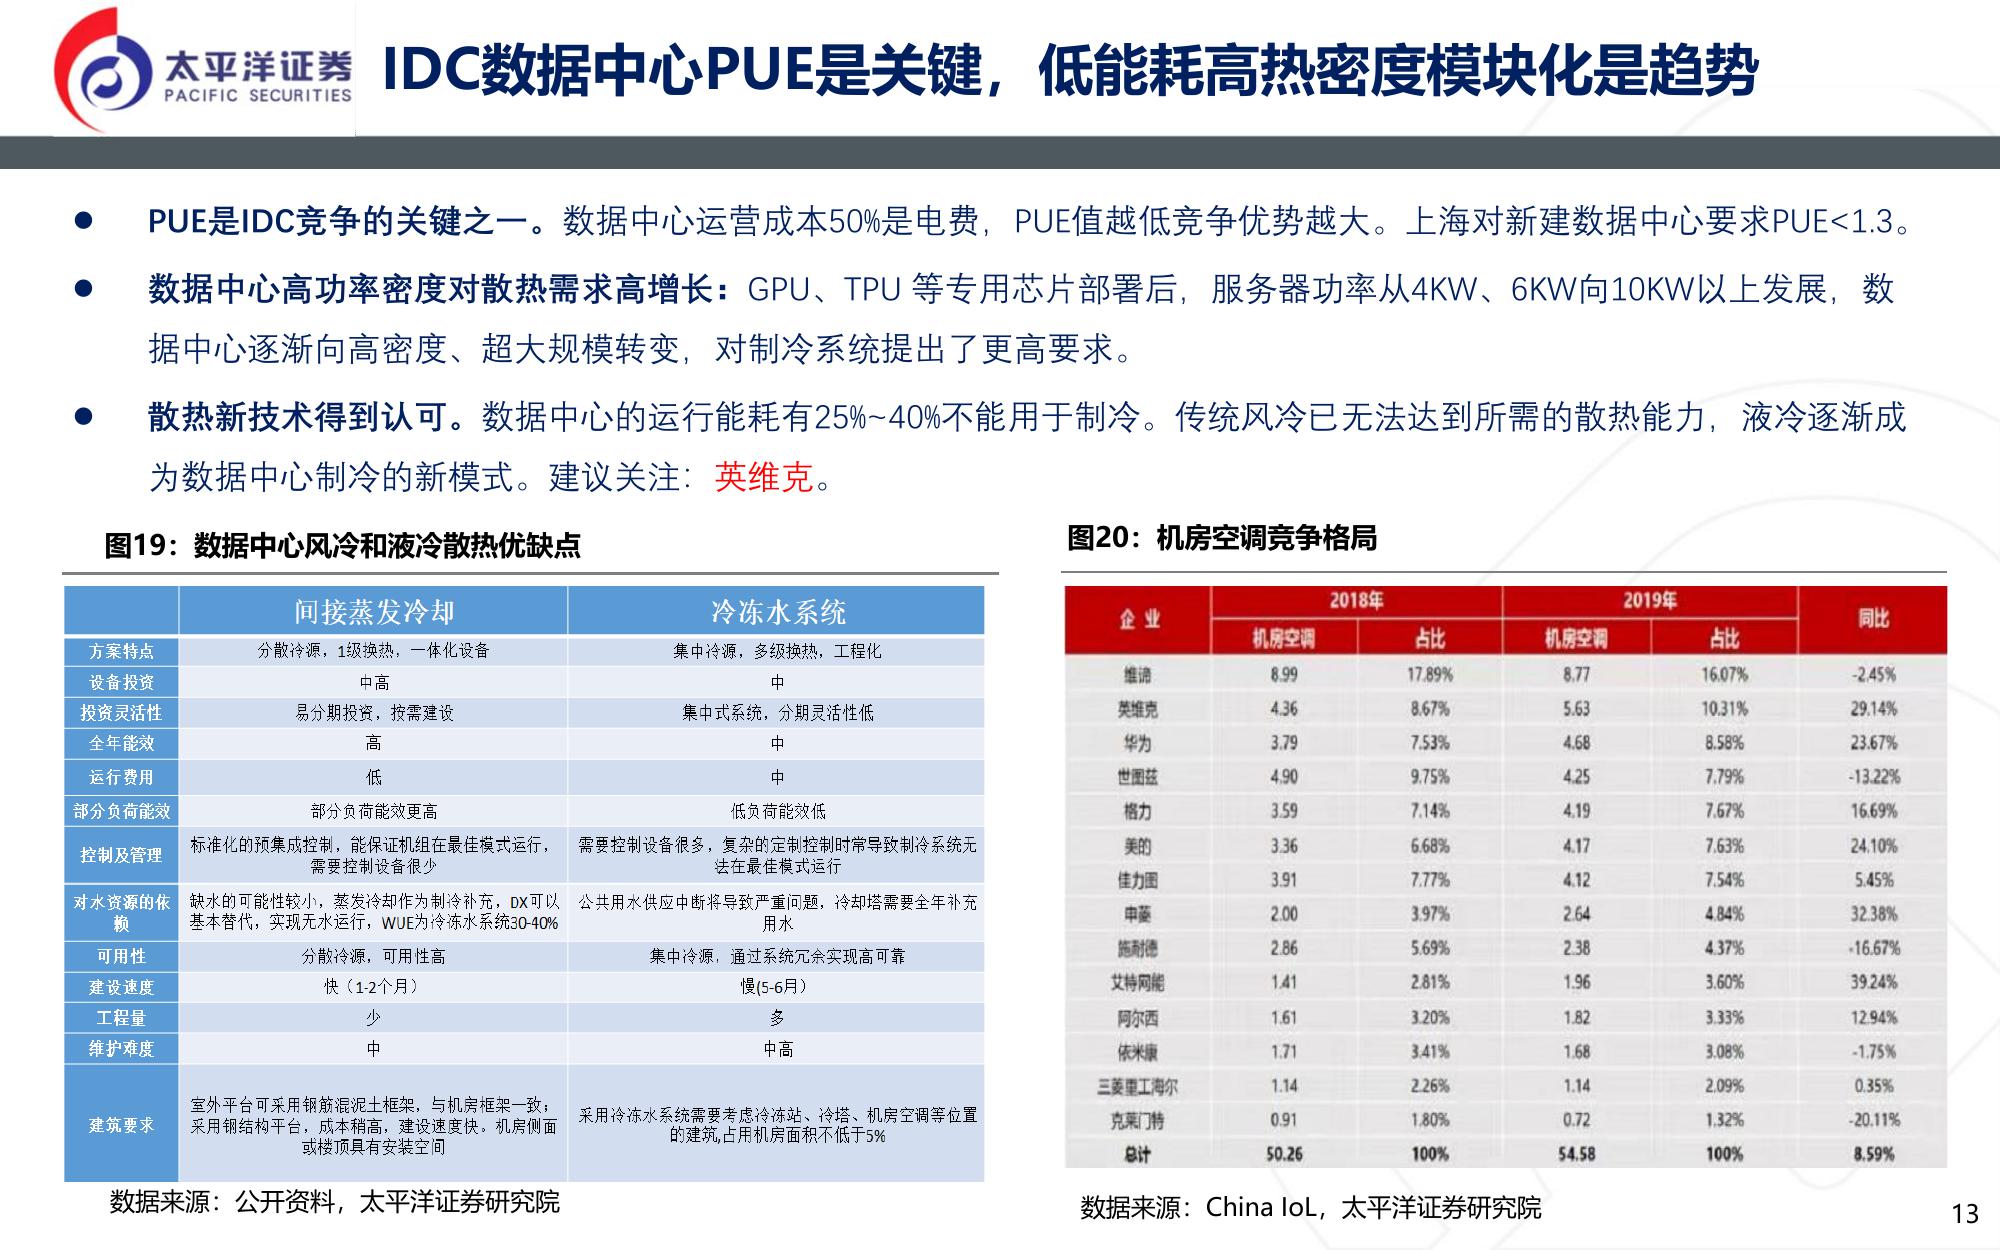 太平洋证券
PACIFIC SECURITIES
IDC数据中心PUE是关键，低能耗高热密度模块化是趋势
● PUE是IDC竞争的关键之一。数据中心运营成本50%是电费，PUE值越低竞争优势越大。上海对新建数据中心要求PUE<1.3。
● 数据中心高功率密度对散热需求高增长：GPU、TPU 等专用芯片部署后，服务器功率从4KW、6KW向10KW以上发展，数
据中心逐渐向高密度、超大规模转变，对制冷系统提出了更高要求。
● 散热新技术得到认可。数据中心的运行能耗有25%~40%不能用于制冷。传统风冷已无法达到所需的散热能力，液冷逐渐成
为数据中心制冷的新模式。建议关注：英维克。
图19：数据中心风冷和液冷散热优缺点
间接蒸发冷却 冷冻水系统
方案特点 分散冷源，1级换热，一体化设备 集中冷源，多级换热，工程化
设备投资 中高 中
投资灵活性 易分期投资，按需建设 集中式系统，分期灵活性低
全年能效 高 中
运行费用 低 中
部分负荷能效 部分负荷能效更高 低负荷能效低
控制及管理 标准化的预集成控制，能保证机组在最佳模式运行，
需要控制设备很少 需要控制设备很多，复杂的定制控制时常导致制冷系统无
法在最佳模式运行
对水资源的依
赖 缺水的可能性较小，蒸发冷却作为制冷补充，DX可以
基本替代，实现无水运行，WUE为冷冻水系统30-40% 公共用水供应中断将导致严重问题，冷却塔需要全年补充
用水
可用性 分散冷源，可用性高 集中冷源，通过系统冗余实现高可靠
建设速度 快（1-2个月） 慢(5-6月）
工程量 少 多
维护难度 中 中高
建筑要求 室外平台可采用钢筋混泥土框架，与机房框架一致；
采用钢结构平台，成本稍高，建设速度快。机房侧面
或楼顶具有安装空间 采用冷冻水系统需要考虑冷冻站、冷塔、机房空调等位置
的建筑,占用机房面积不低于5%
数据来源：公开资料，太平洋证券研究院
图20：机房空调竞争格局
企业 2018年 2019年 同比
机房空调 占比 机房空调 占比
维谛 8.99 17.89% 8.77 16.07% -2.45%
英维克 4.36 8.67% 5.63 10.31% 29.14%
华为 3.79 7.53% 4.68 8.58% 23.67%
世图兹 4.90 9.75% 4.25 7.79% -13.22%
格力 3.59 7.14% 4.19 7.67% 16.69%
美的 3.36 6.68% 4.17 7.63% 24.10%
佳力图 3.91 7.77% 4.12 7.54% 5.45%
申菱 2.00 3.97% 2.64 4.84% 32.38%
施耐德 2.86 5.69% 2.38 4.37% -16.67%
艾特网能 1.41 2.81% 1.96 3.60% 39.24%
阿尔西 1.61 3.20% 1.82 3.33% 12.94%
依米康 1.71 3.41% 1.68 3.08% -1.75%
三菱重工海尔 1.14 2.26% 1.14 2.09% 0.35%
克莱门特 0.91 1.80% 0.72 1.32% -20.11%
总计 50.26 100% 54.58 100% 8.59%
数据来源：China IoL，太平洋证券研究院
13